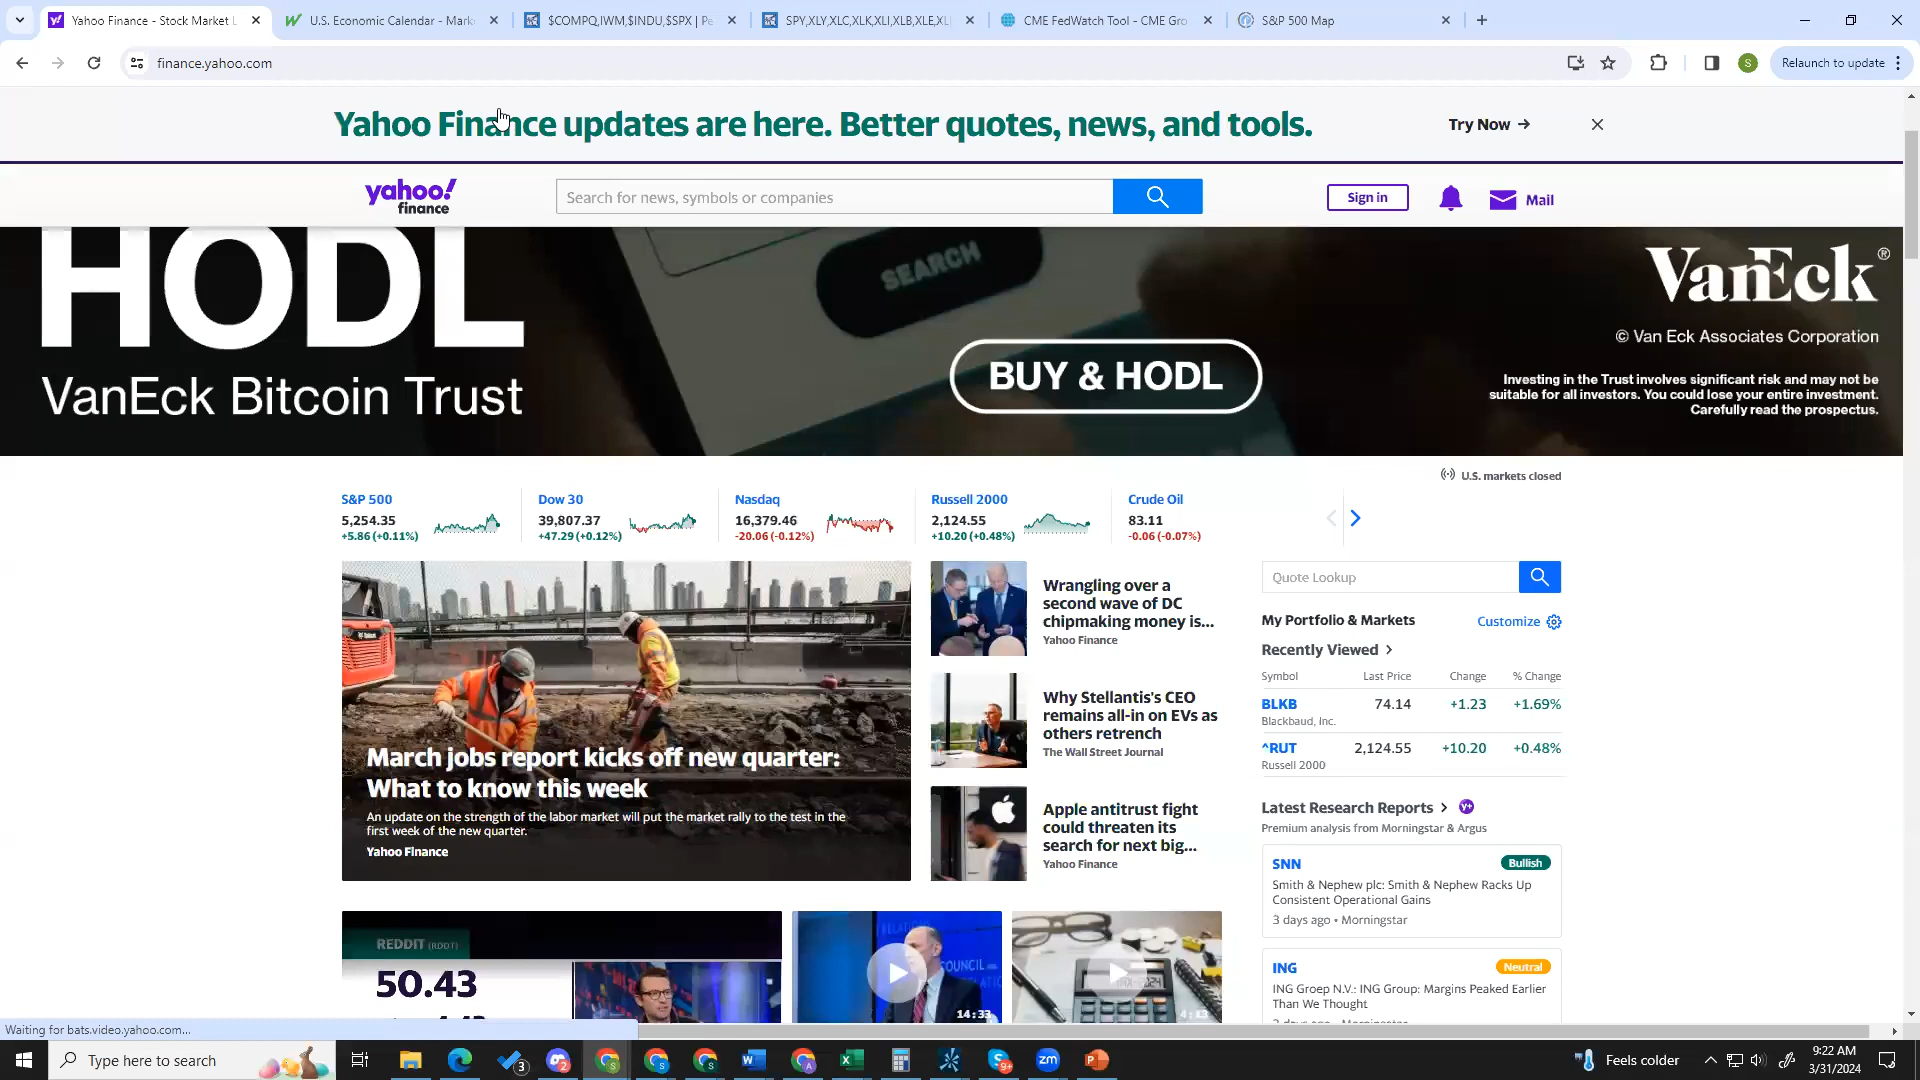 Yahoo Finance - Stock Market L
U.S. Economic Calendar - Mark
$COMPQ,IWM,$INDU,$SPX | Pe
SPY,XLY,XLC,XLK,XLI,XLB,XLE,XL
CME FedWatch Tool - CME Gro
S&P 500 Map
finance.yahoo.com
S
Relaunch to update
Yahoo Finance updates are here. Better quotes, news, and tools.
Try Now →
yahoo!
finance
Search for news, symbols or companies
Sign in
Mail
HODL
VanEck Bitcoin Trust
SEARCH
BUY & HODL
VanEck®
© Van Eck Associates Corporation
Investing in the Trust involves significant risk and may not be
suitable for all investors. You could lose your entire investment.
Carefully read the prospectus.
U.S. markets closed
S&P 500
5,254.35
+5.86 (+0.11%)
Dow 30
39,807.37
+47.29 (+0.12%)
Nasdaq
16,379.46
-20.06 (-0.12%)
Russell 2000
2,124.55
+10.20 (+0.48%)
Crude Oil
83.11
-0.06 (-0.07%)
March jobs report kicks off new quarter:
What to know this week
An update on the strength of the labor market will put the market rally to the test in the
first week of the new quarter.
Yahoo Finance
Wrangling over a
second wave of DC
chipmaking money is...
Yahoo Finance
Why Stellantis's CEO
remains all-in on EVs as
others retrench
The Wall Street Journal
Apple antitrust fight
could threaten its
search for next big...
Yahoo Finance
Quote Lookup
My Portfolio & Markets
Customize
Recently Viewed >
Symbol Last Price Change % Change
BLKB 74.14 +1.23 +1.69%
Blackbaud, Inc.
^RUT 2,124.55 +10.20 +0.48%
Russell 2000
Latest Research Reports > y+
Premium analysis from Morningstar & Argus
SNN Bullish
Smith & Nephew plc: Smith & Nephew Racks Up
Consistent Operational Gains
3 days ago • Morningstar
ING Neutral
ING Groep N.V.: ING Group: Margins Peaked Earlier
Than We Thought
REDDIT (RDDT)
50.43
14:33
4:13
Waiting for bats.video.yahoo.com...
Type here to search
3
2
9+
zm
Feels colder
9:22 AM
3/31/2024